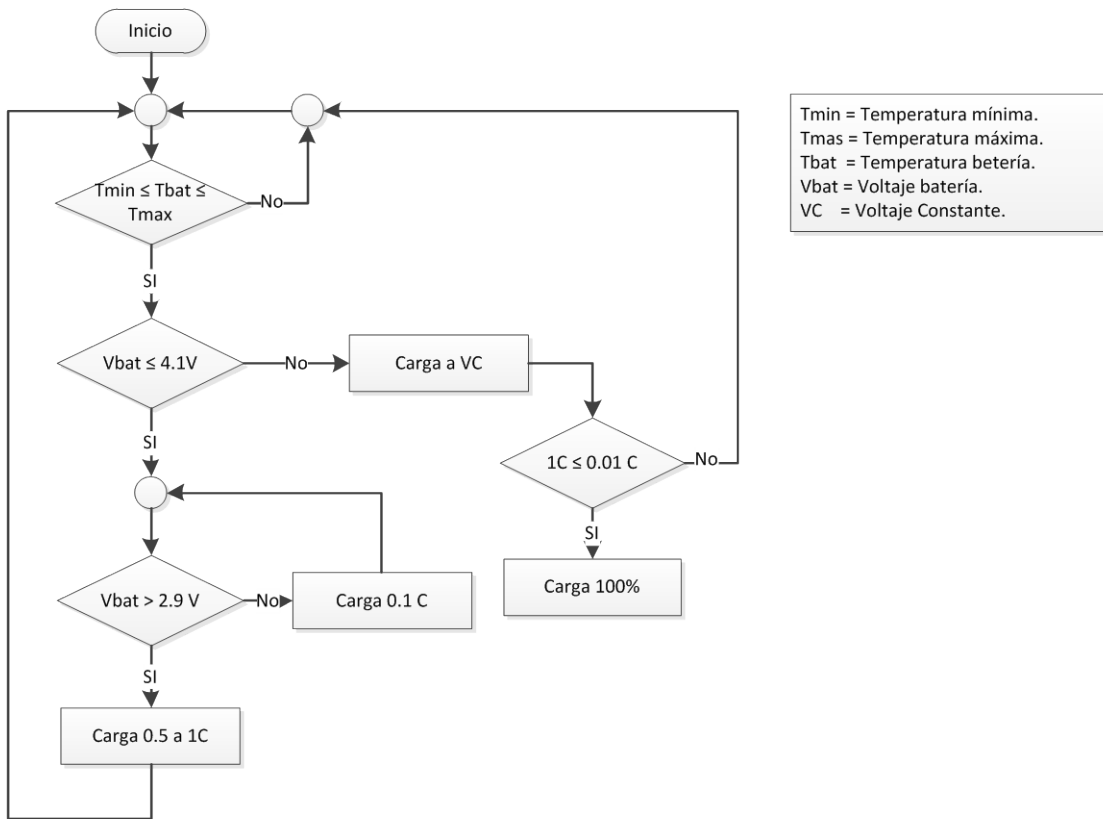 Inicio
Tmin = Temperatura mínima.
Tmas = Temperatura máxima.
Tbat = Temperatura betería.
Vbat = Voltaje batería.
VC = Voltaje Constante.
Tmin ≤ Tbat ≤
Tmax
No
SI
Vbat ≤ 4.1V
No
Carga a VC
SI
1C ≤ 0.01 C
No
SI
Vbat > 2.9 V
No
Carga 0.1 C
Carga 100%
SI
Carga 0.5 a 1C